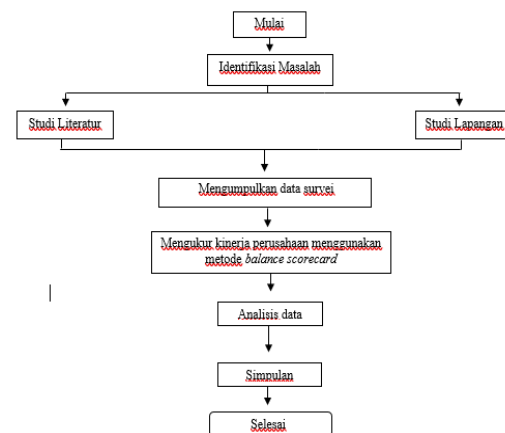 Mulai
Identifikasi Masalah
Studi Literatur
Studi Lapangan
Mengumpulkan data survei
Mengukur kinerja perusahaan menggunakan
metode balance scorecard
Analisis data
Simpulan
Selesai